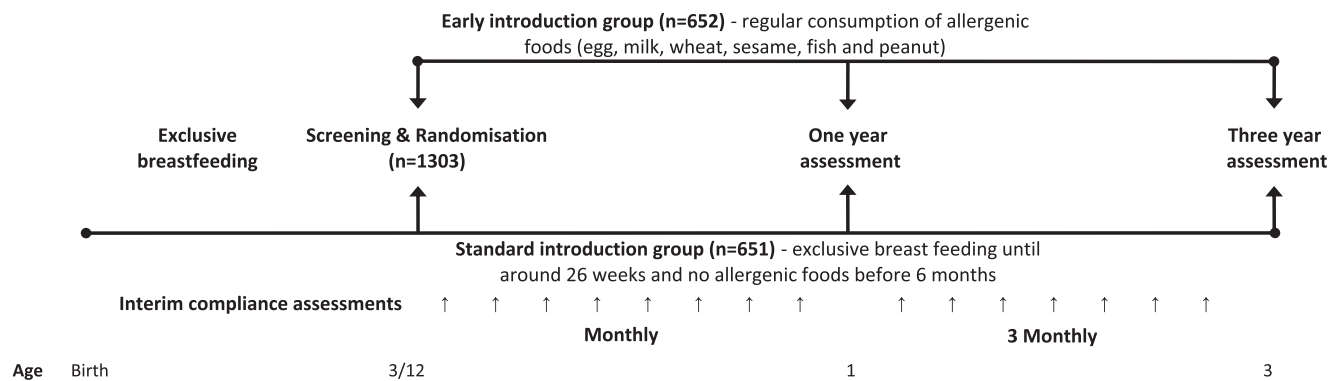 Early introduction group (n=652) - regular consumption of allergenic
foods (egg, milk, wheat, sesame, fish and peanut)
Exclusive
breastfeeding
Screening & Randomisation
(n=1303)
One year
assessment
Three year
assessment
Standard introduction group (n=651) - exclusive breast feeding until
around 26 weeks and no allergenic foods before 6 months
Interim compliance assessments ↑ ↑ ↑ ↑ ↑ ↑ ↑ ↑ ↑ ↑ ↑ ↑ ↑ ↑ ↑
Monthly 3 Monthly
Age Birth 3/12 1 3